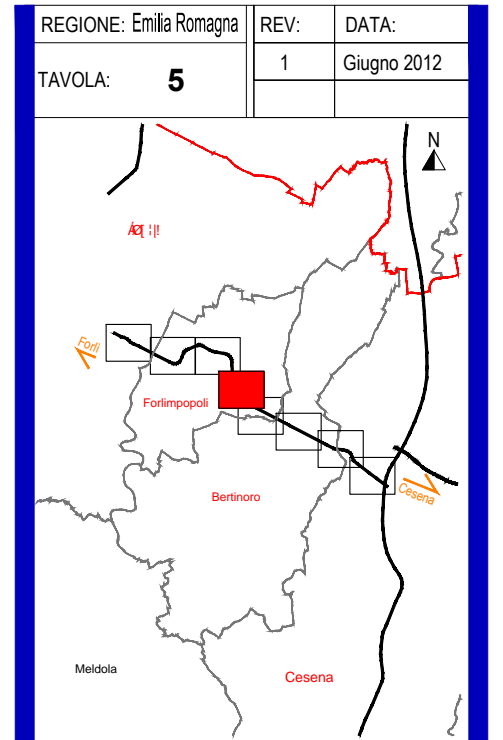 REGIONE: Emilia Romagna REV: DATA:
TAVOLA: 5 1 Giugno 2012
N
Forlì
Forlimpopoli
Bertinoro
Cesena
Meldola
Cesena